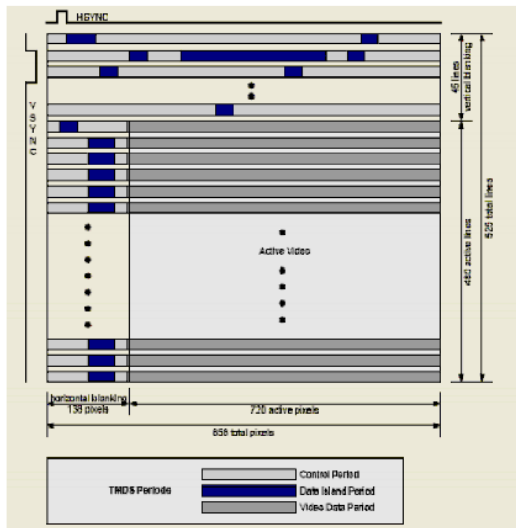 HSYNC
VSYNC
45 lines
vertical blanking
Active Video
480 active lines
525 total lines
horizontal blanking
138 pixels
720 active pixels
858 total pixels
TMDS Periods
Control Period
Data Island Period
Video Data Period